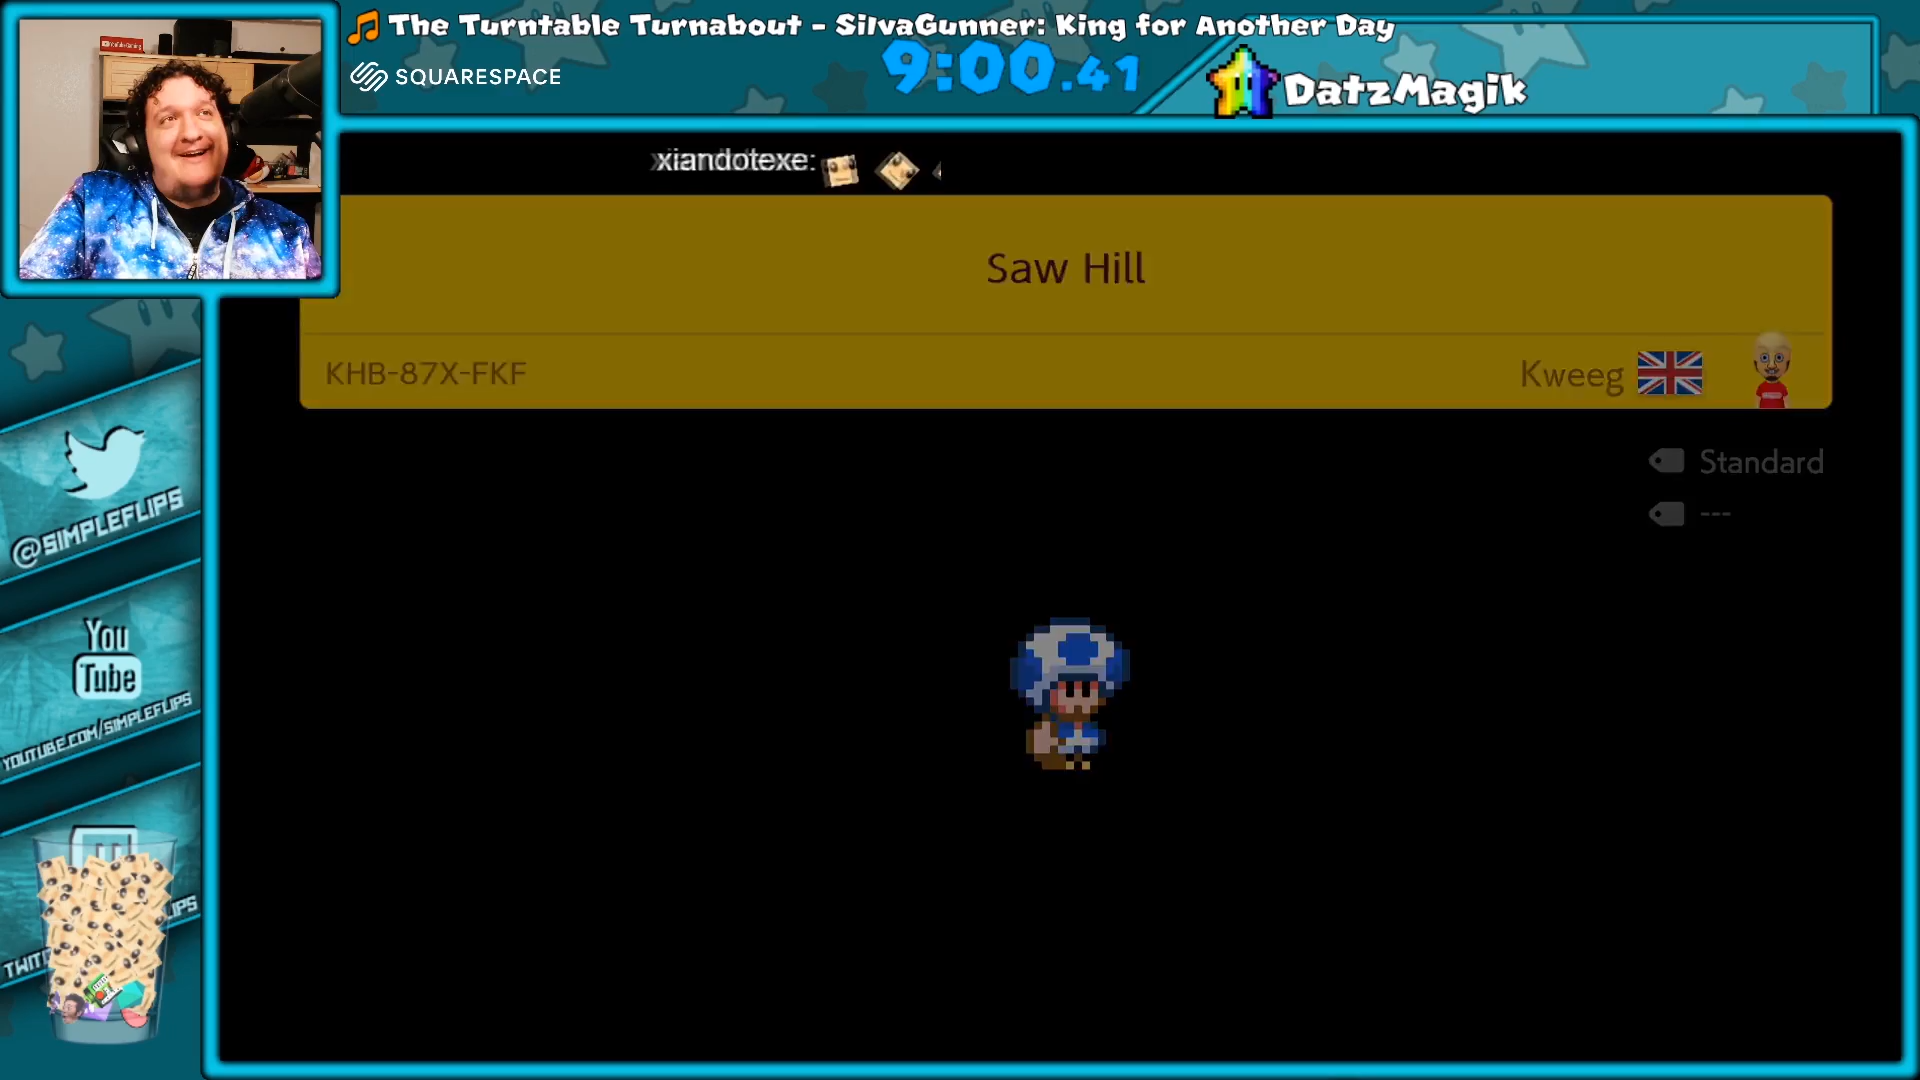 The Turntable Turnabout - SilvaGunner: King for Another Day
SQUARESPACE
9:00.41
DatzMagik
xiandotexe:
Saw Hill
KHB-87X-FKF
Kweeg
Standard
---
@SIMPLEFLIPS
You
Tube
YOUTUBE.COM/SIMPLEFLIPS